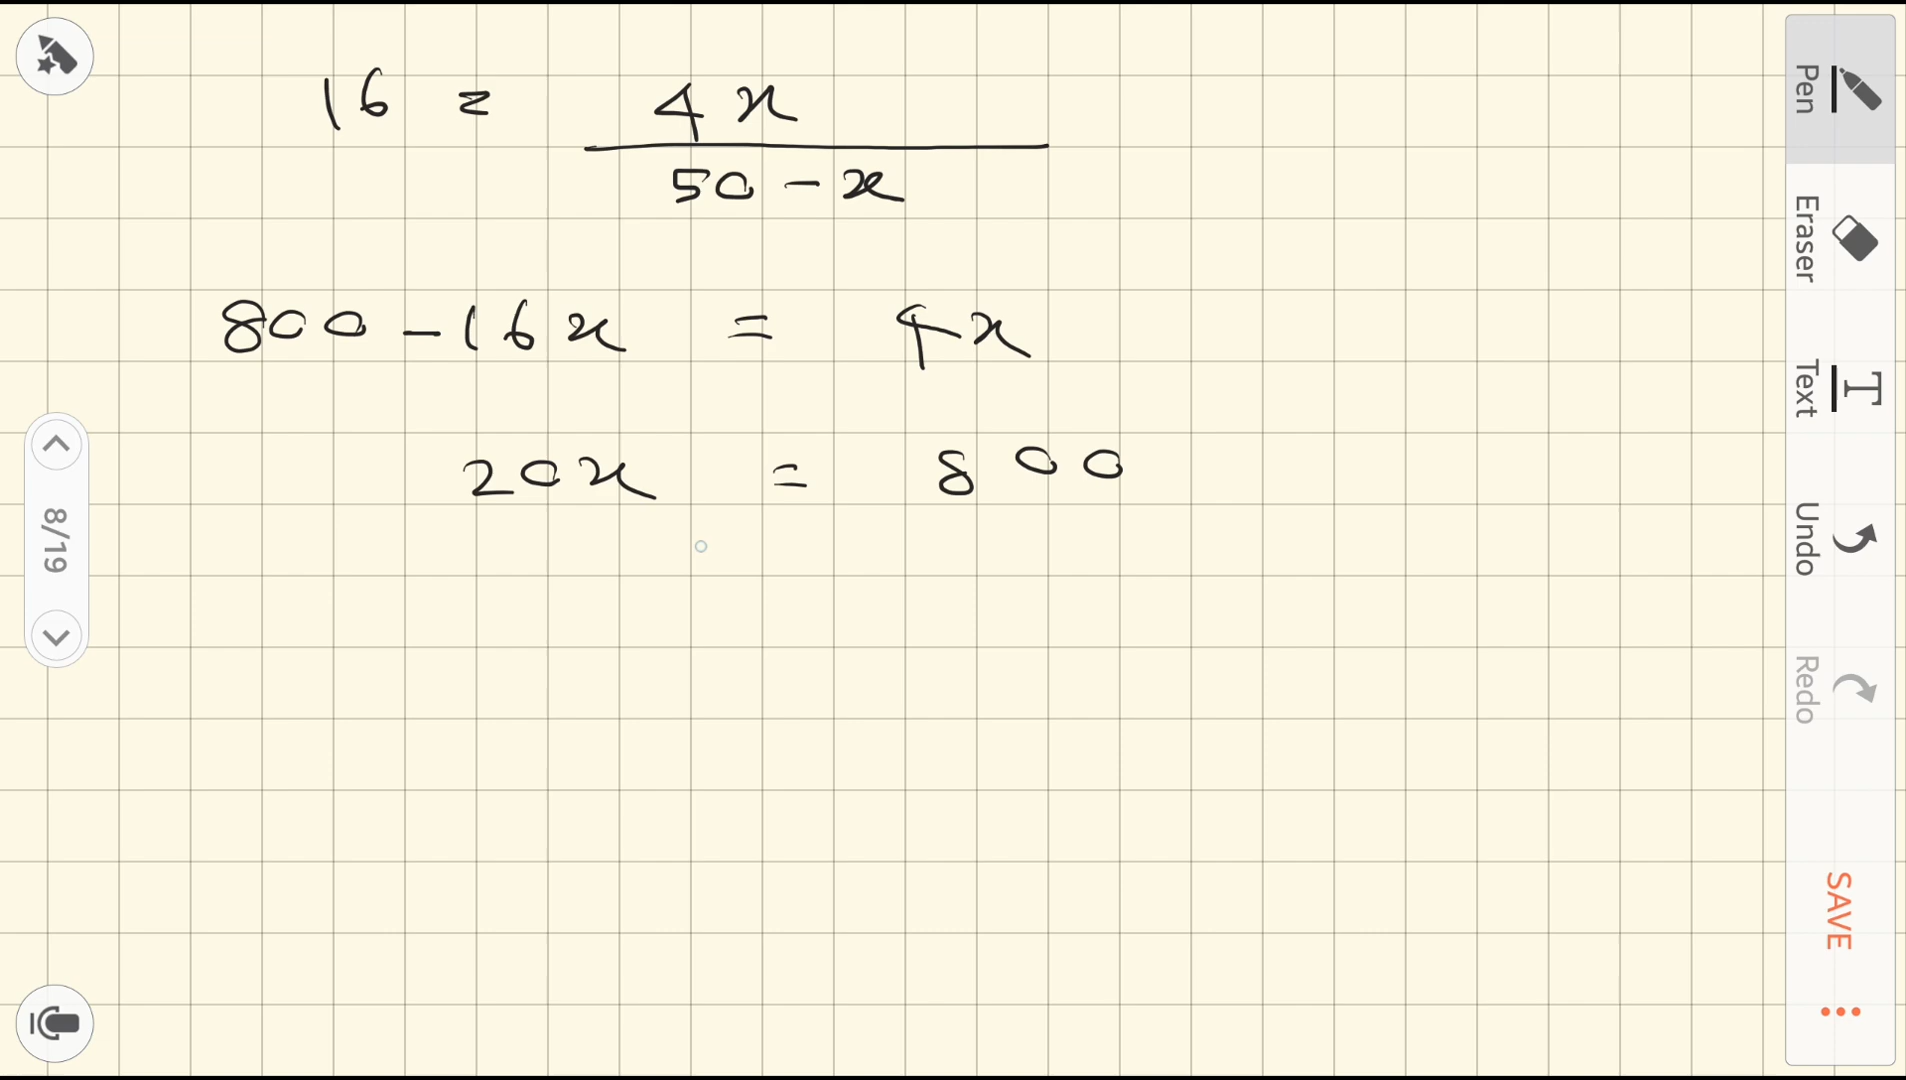 16 = 4x
50 - x
800 - 16x = 4x
20x = 800
8/19
Pen
Eraser
Text
Undo
Redo
SAVE